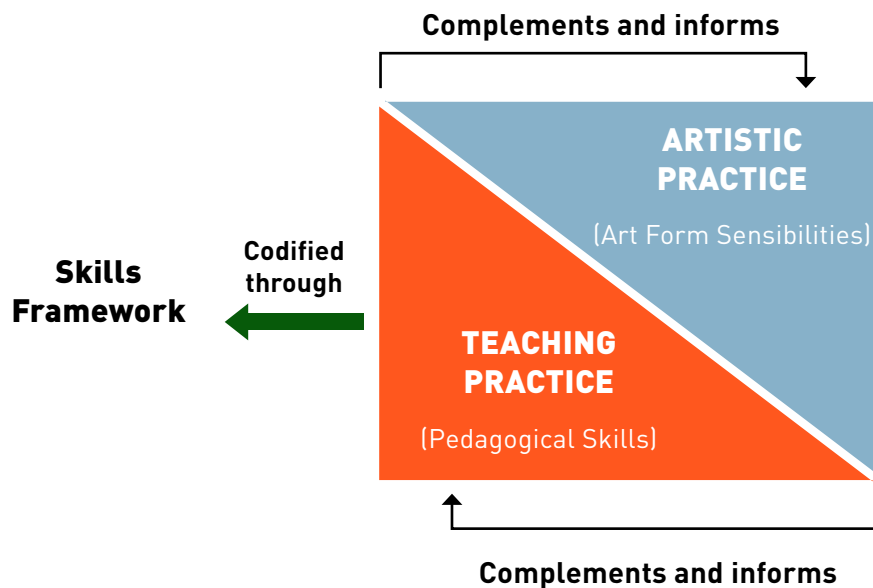 Complements and informs
ARTISTIC
PRACTICE
(Art Form Sensibilities)
Codified
through
Skills
Framework
TEACHING
PRACTICE
(Pedagogical Skills)
Complements and informs